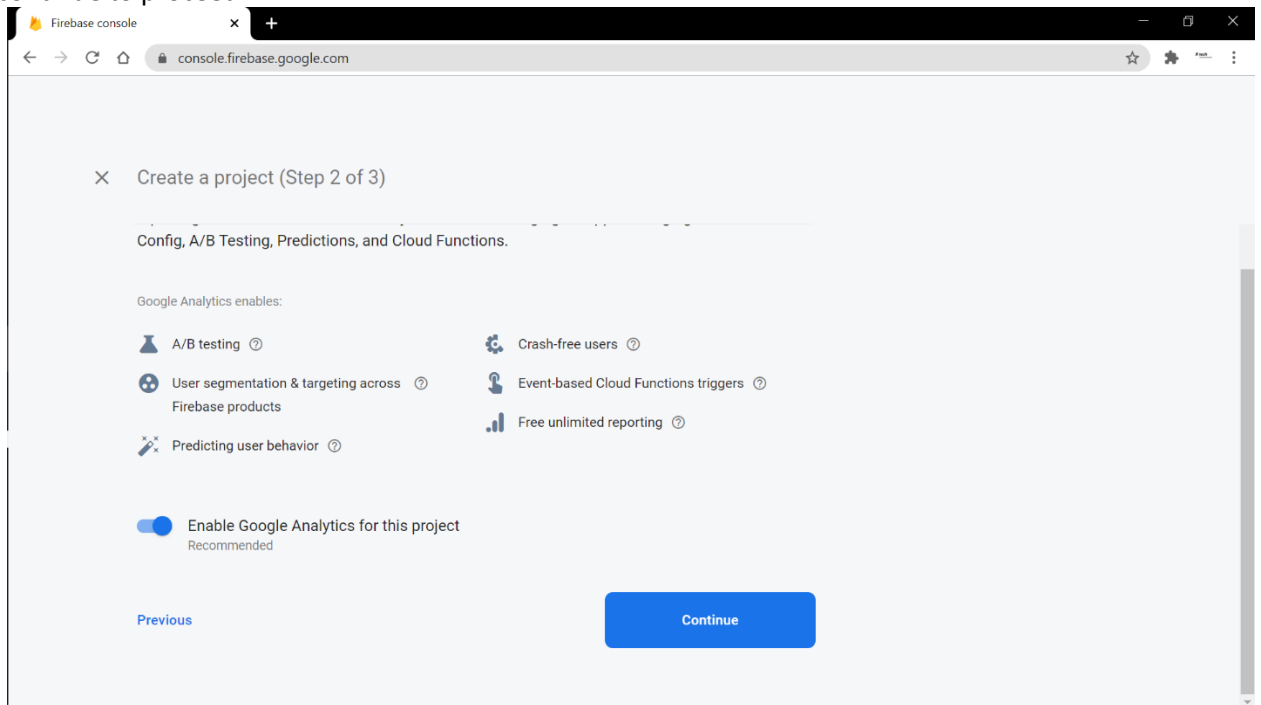 Firebase console
console.firebase.google.com
Create a project (Step 2 of 3)
Config, A/B Testing, Predictions, and Cloud Functions.
Google Analytics enables:
A/B testing
Crash-free users
User segmentation & targeting across
Firebase products
Event-based Cloud Functions triggers
Free unlimited reporting
Predicting user behavior
Enable Google Analytics for this project
Recommended
Previous
Continue